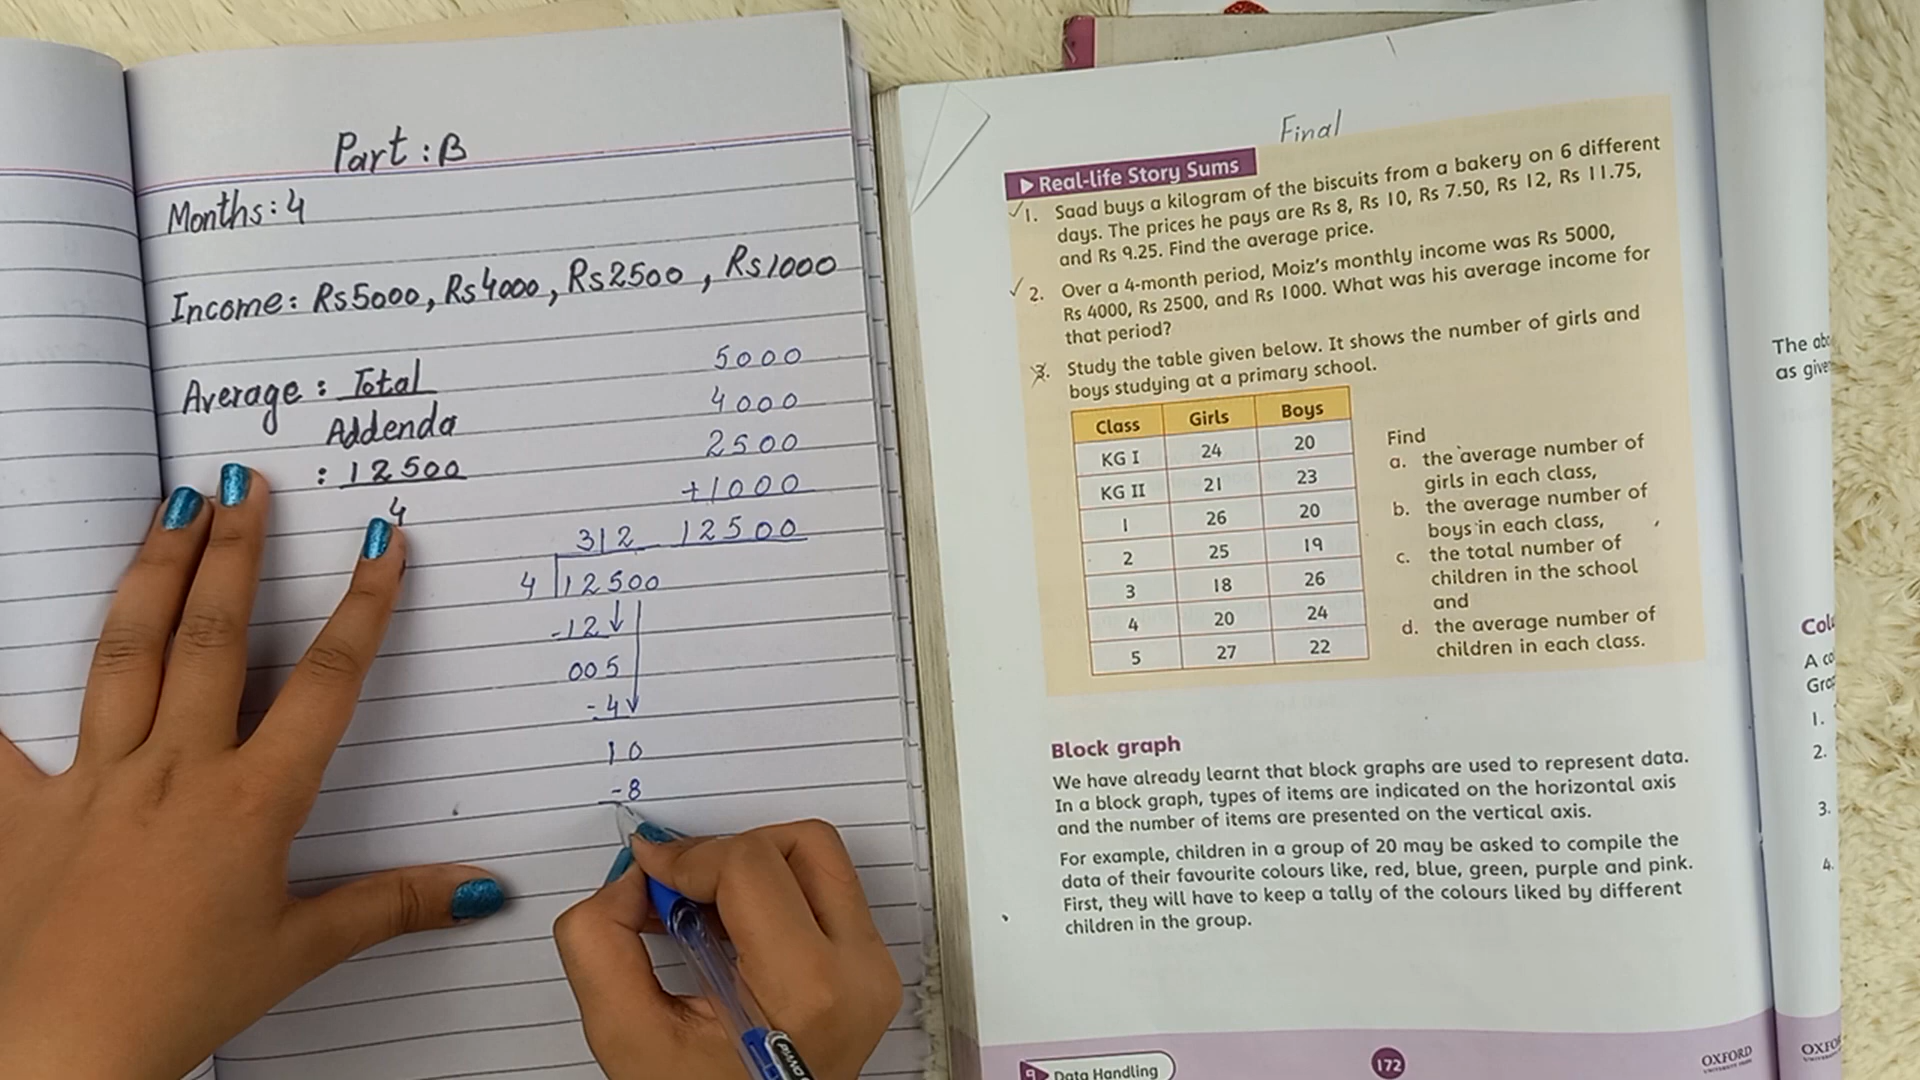 Part : B
Months : 4
Income : Rs5000, Rs4000, Rs2500, Rs1000
Average : Total
Addenda
: 12500
4
5000
4000
2500
+1000
12500
312
4 12500
-12
005
-4
10
-8
Final
Real-life Story Sums
1. Saad buys a kilogram of the biscuits from a bakery on 6 different
days. The prices he pays are Rs 8, Rs 10, Rs 7.50, Rs 12, Rs 11.75,
and Rs 9.25. Find the average price.
2. Over a 4-month period, Moiz's monthly income was Rs 5000,
Rs 4000, Rs 2500, and Rs 1000. What was his average income for
that period?
3. Study the table given below. It shows the number of girls and
boys studying at a primary school.
Class Girls Boys
KG I 24 20
KG II 21 23
1 26 20
2 25 19
3 18 26
4 20 24
5 27 22
Find
a. the average number of
girls in each class,
b. the average number of
boys in each class,
c. the total number of
children in the school
and
d. the average number of
children in each class.
Block graph
We have already learnt that block graphs are used to represent data.
In a block graph, types of items are indicated on the horizontal axis
and the number of items are presented on the vertical axis.
For example, children in a group of 20 may be asked to compile the
data of their favourite colours like, red, blue, green, purple and pink.
First, they will have to keep a tally of the colours liked by different
children in the group.
9 Data Handling
172
OXFORD
The
as
A
1.
2.
3.
4.
PIANO